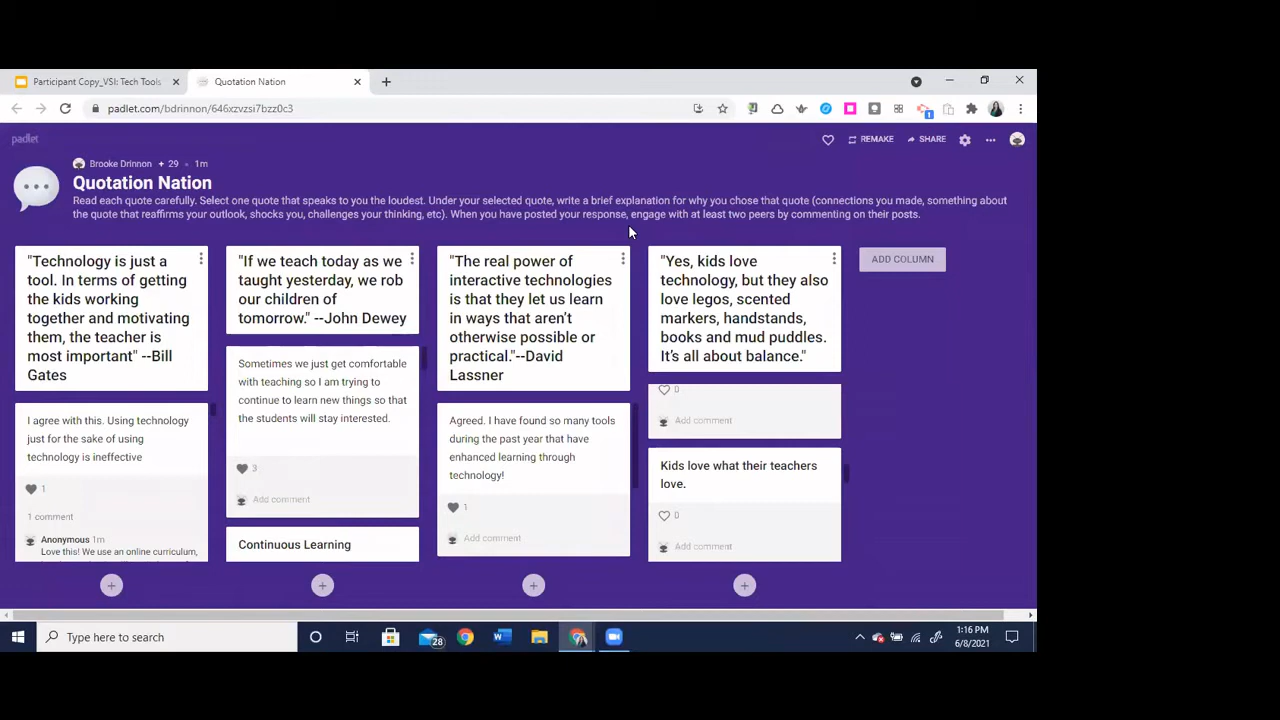 Participant Copy_VSI: Tech Tools
Quotation Nation
padlet.com/bdrinnon/646xzvzsi7bzz0c3
1
padlet
REMAKE
SHARE
Brooke Drinnon + 29 • 1m
Quotation Nation
Read each quote carefully. Select one quote that speaks to you the loudest. Under your selected quote, write a brief explanation for why you chose that quote (connections you made, something about
the quote that reaffirms your outlook, shocks you, challenges your thinking, etc). When you have posted your response, engage with at least two peers by commenting on their posts.
"Technology is just a
tool. In terms of getting
the kids working
together and motivating
them, the teacher is
most important" --Bill
Gates
I agree with this. Using technology
just for the sake of using
technology is ineffective
1
1 comment
Anonymous 1m
Love this! We use an online curriculum,
"If we teach today as we
taught yesterday, we rob
our children of
tomorrow." --John Dewey
Sometimes we just get comfortable
with teaching so I am trying to
continue to learn new things so that
the students will stay interested.
3
Add comment
Continuous Learning
"The real power of
interactive technologies
is that they let us learn
in ways that aren't
otherwise possible or
practical."--David
Lassner
Agreed. I have found so many tools
during the past year that have
enhanced learning through
technology!
1
Add comment
"Yes, kids love
technology, but they also
love legos, scented
markers, handstands,
books and mud puddles.
It's all about balance."
0
Add comment
Kids love what their teachers
love.
0
Add comment
ADD COLUMN
Type here to search
28
1:16 PM
6/8/2021